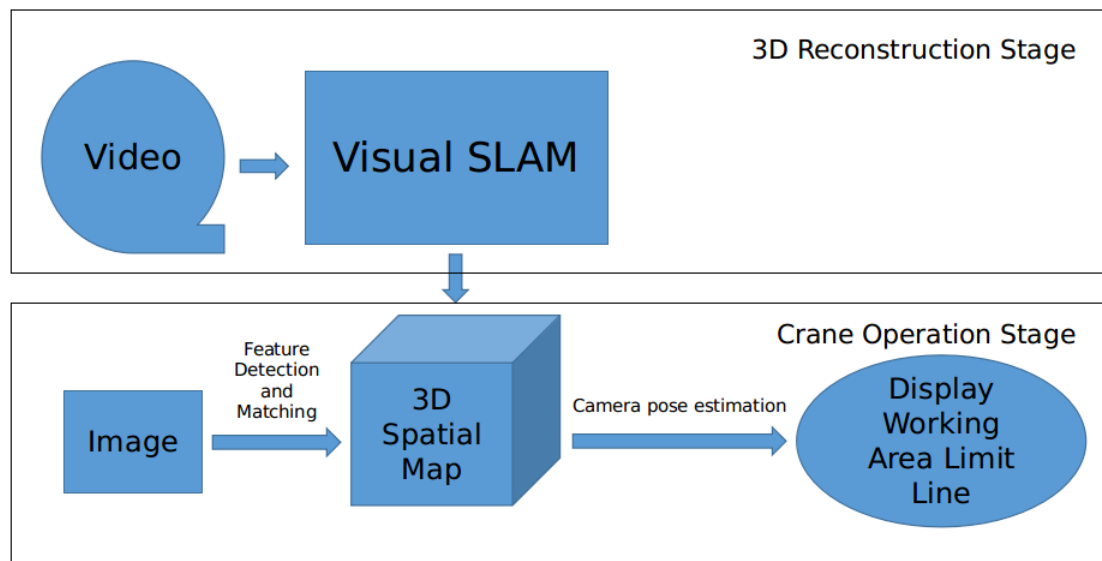 3D Reconstruction Stage
Video
Visual SLAM
Crane Operation Stage
Feature
Detection
and
Matching
Image
3D
Spatial
Map
Camera pose estimation
Display
Working
Area Limit
Line